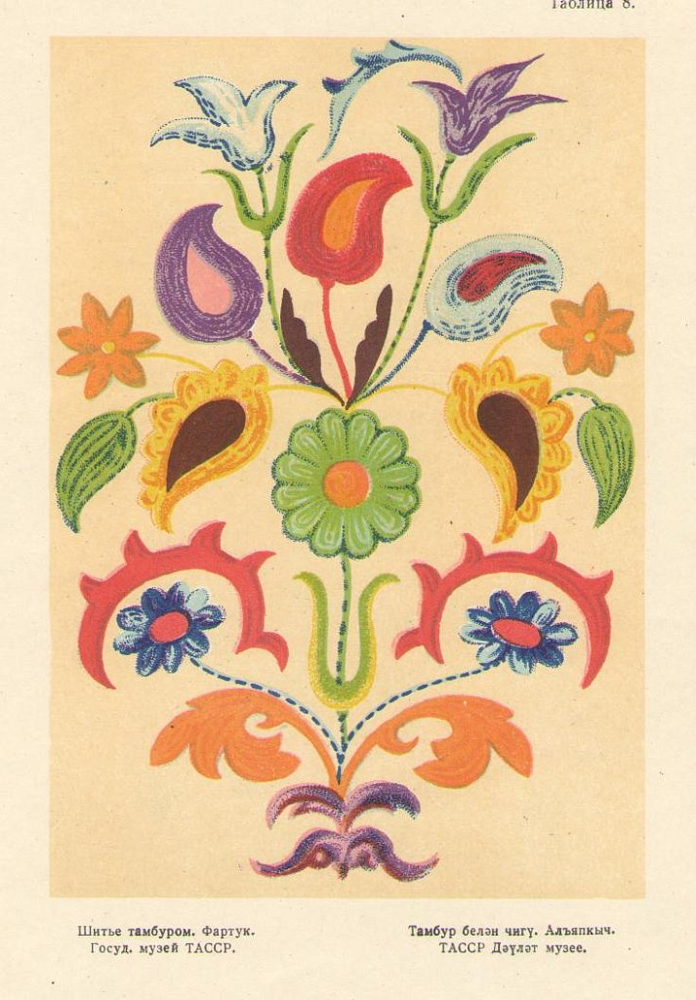 Таблица 8.
Шитье тамбуром. Фартук.
Госуд. музей ТАССР.
Тамбур белән чигү. Алъяпкыч.
ТАССР Дәүләт музее.